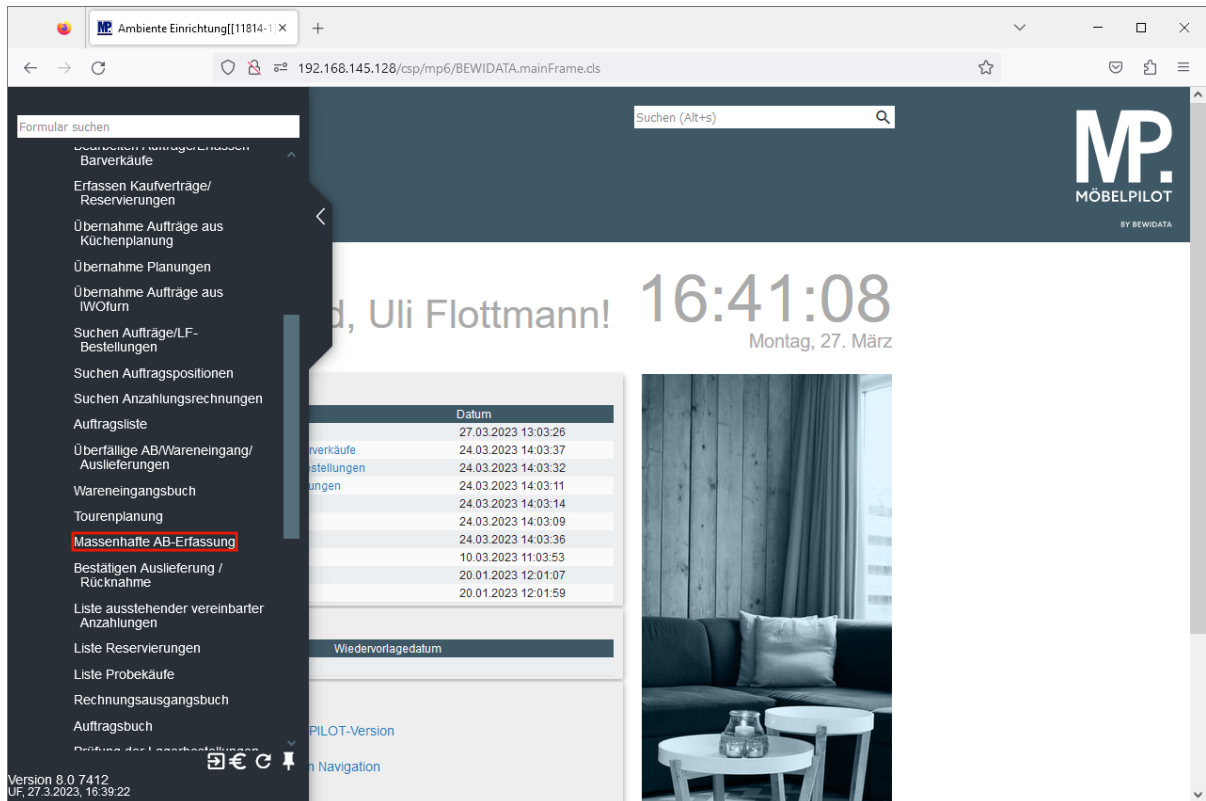 Ambiente Einrichtung[[11814-1]
192.168.145.128/csp/mp6/BEWIDATA.mainFrame.cls
Formular suchen
Barverkäufe
Erfassen Kaufverträge/
Reservierungen
Übernahme Aufträge aus
Küchenplanung
Übernahme Planungen
Übernahme Aufträge aus
IWOfurn
Suchen Aufträge/LF-
Bestellungen
Suchen Auftragspositionen
Suchen Anzahlungsrechnungen
Auftragsliste
Überfällige AB/Wareneingang/
Auslieferungen
Wareneingangsbuch
Tourenplanung
Massenhafte AB-Erfassung
Bestätigen Auslieferung /
Rücknahme
Liste ausstehender vereinbarter
Anzahlungen
Liste Reservierungen
Liste Probekäufe
Rechnungsausgangsbuch
Auftragsbuch
Prüfung der Lagerbestellungen
Version 8.0 7412
UF, 27.3.2023, 16:39:22
Suchen (Alt+s)
MP.
MÖBELPILOT
BY BEWIDATA
d, Uli Flottmann!
16:41:08
Montag, 27. März
Datum
27.03.2023 13:03:26
rverkäufe 24.03.2023 14:03:37
estellungen 24.03.2023 14:03:32
ungen 24.03.2023 14:03:11
24.03.2023 14:03:14
24.03.2023 14:03:09
24.03.2023 14:03:36
10.03.2023 11:03:53
20.01.2023 12:01:07
20.01.2023 12:01:59
Wiedervorlagedatum
PILOT-Version
n Navigation